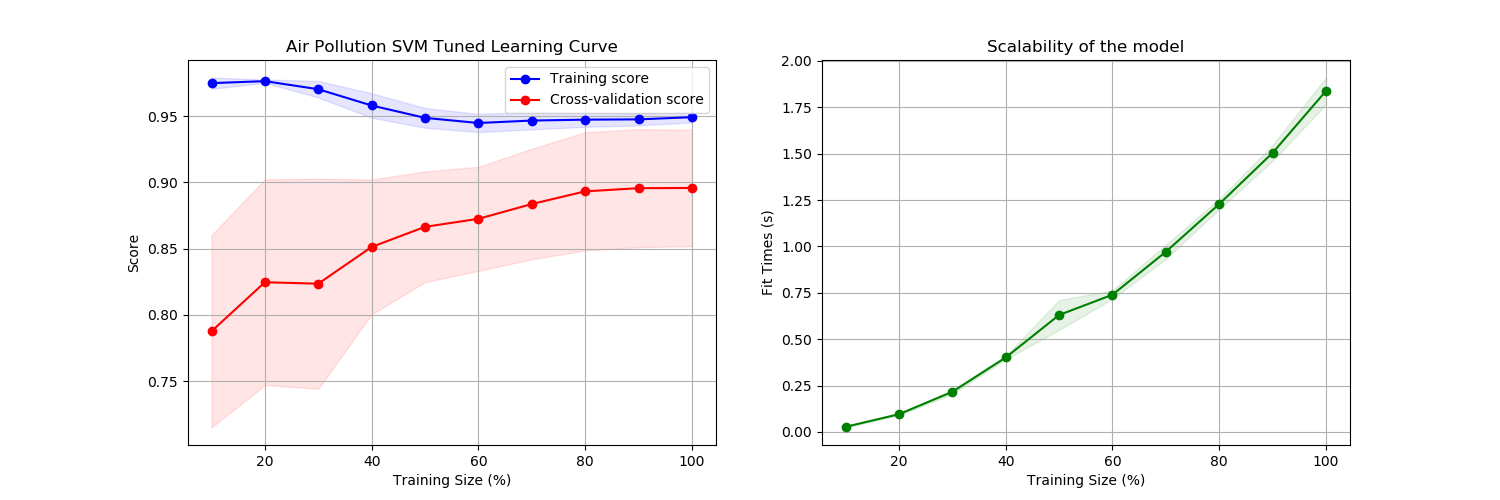 Air Pollution SVM Tuned Learning Curve
Training score
Cross-validation score
Score
0.95
0.90
0.85
0.80
0.75
20 40 60 80 100
Training Size (%)
Scalability of the model
Fit Times (s)
2.00
1.75
1.50
1.25
1.00
0.75
0.50
0.25
0.00
20 40 60 80 100
Training Size (%)